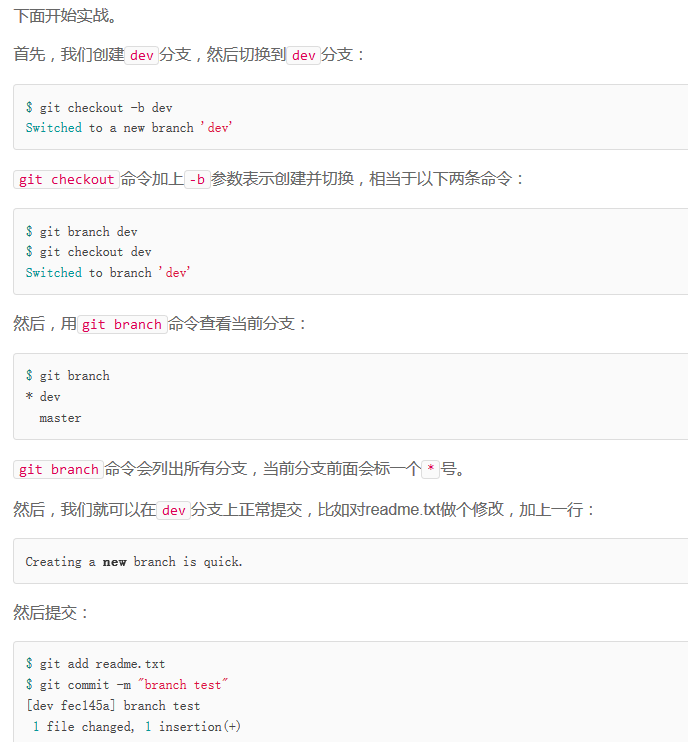 下面开始实战。
首先，我们创建dev分支，然后切换到dev分支：
$ git checkout -b dev
Switched to a new branch 'dev'
git checkout命令加上-b参数表示创建并切换，相当于以下两条命令：
$ git branch dev
$ git checkout dev
Switched to branch 'dev'
然后，用git branch命令查看当前分支：
$ git branch
* dev
  master
git branch命令会列出所有分支，当前分支前面会标一个*号。
然后，我们就可以在dev分支上正常提交，比如对readme.txt做个修改，加上一行：
Creating a new branch is quick.
然后提交：
$ git add readme.txt
$ git commit -m "branch test"
[dev fec145a] branch test
 1 file changed, 1 insertion(+)